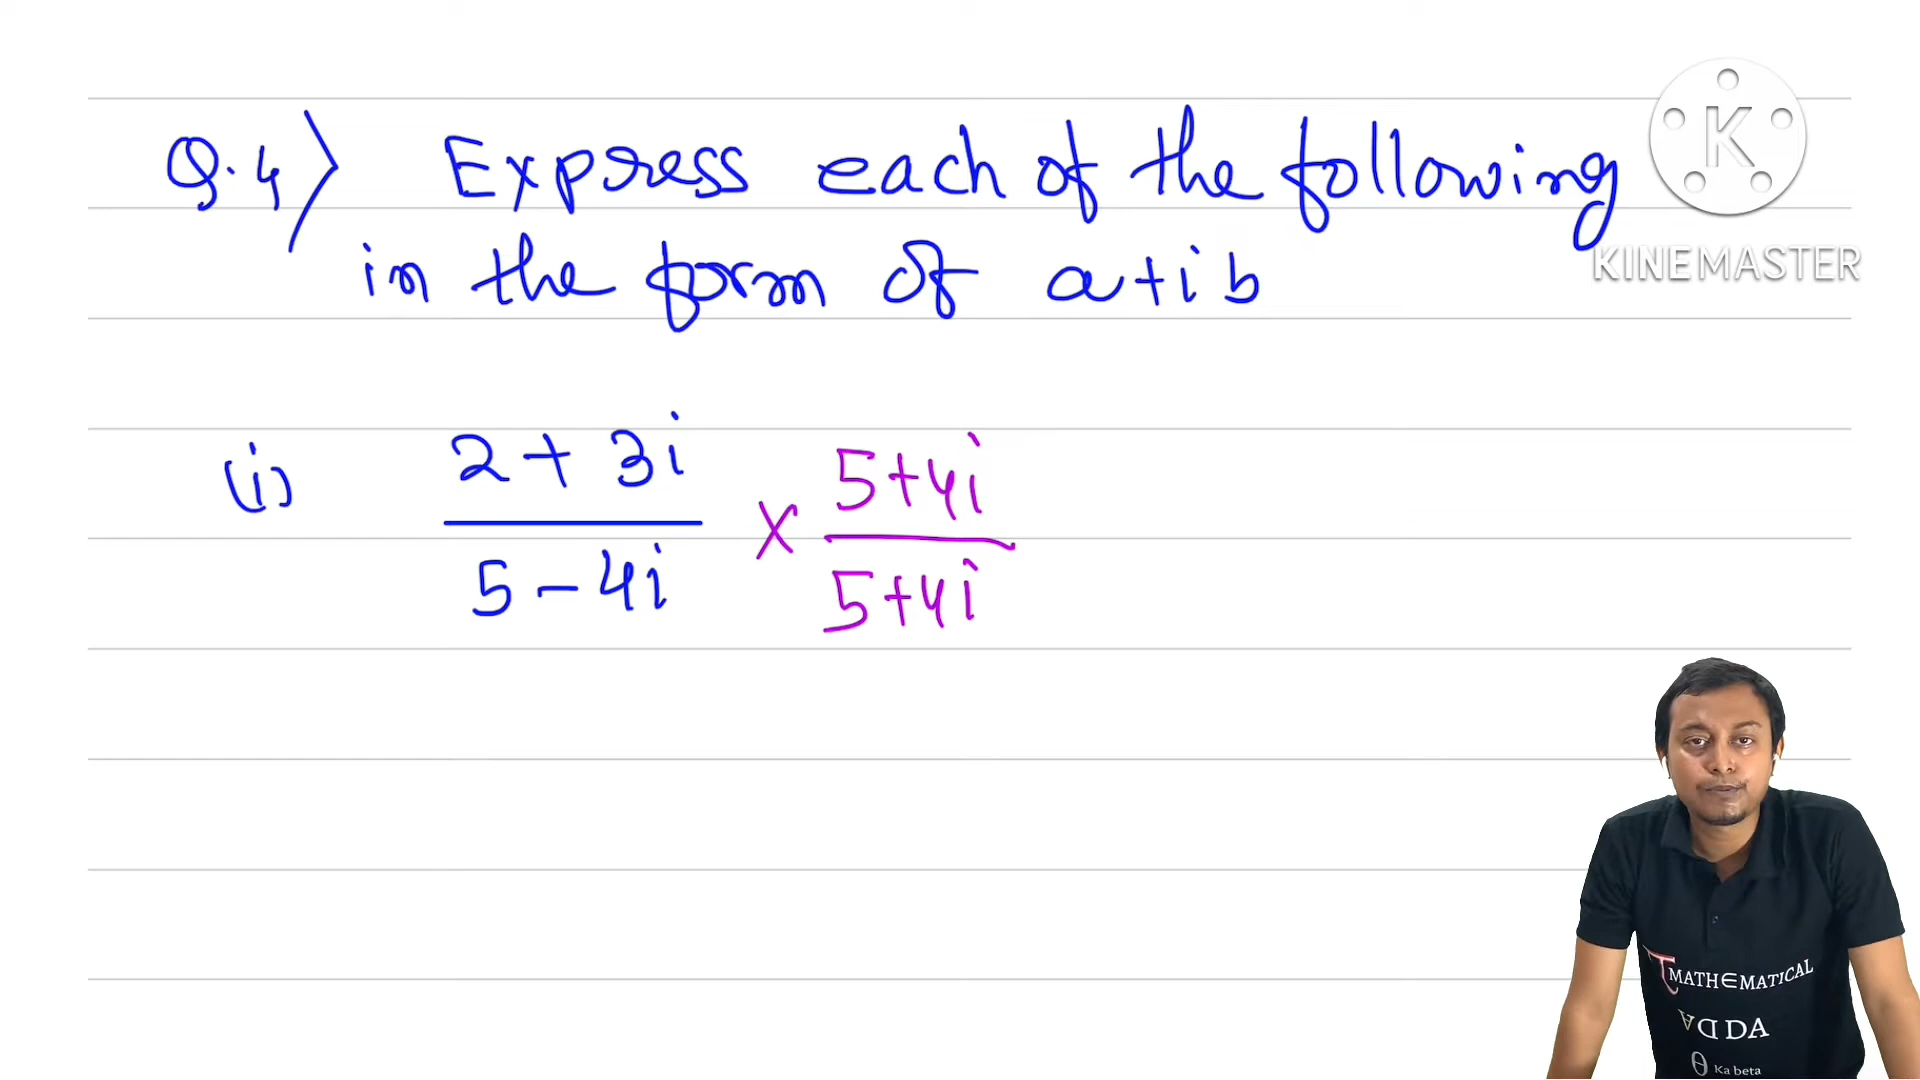 Q.4) Express each of the following
in the form of a+ib
(i) 2 + 3i / 5 - 4i × 5+4i / 5+4i
K
KINEMASTER
MATHEMATICAL
ADDA
θ Ka beta